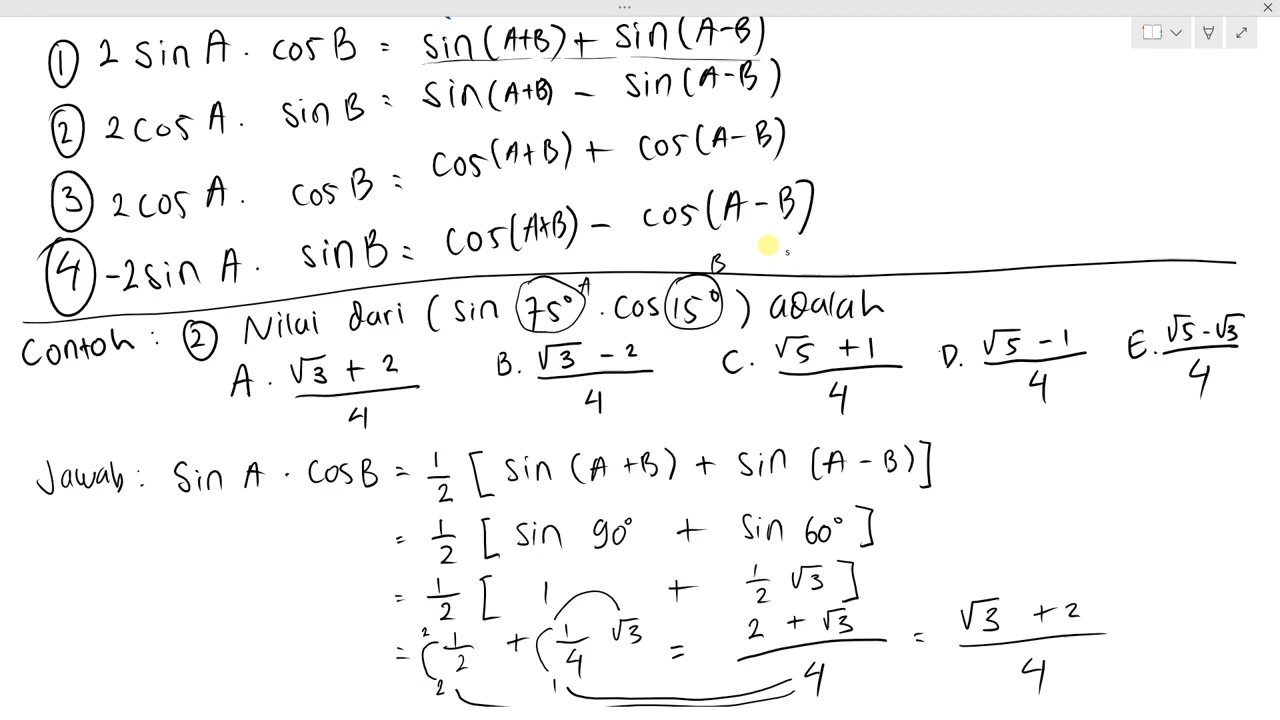 ① 2 sin A . cos B = sin(A+B) + sin(A-B)
② 2 cos A . sin B = sin(A+B) - sin(A-B)
③ 2 cos A . cos B = cos(A+B) + cos(A-B)
④ -2 sin A . sin B = cos(A+B) - cos(A-B)
A B
Contoh : ② Nilai dari (sin 75° . cos 15°) adalah
A. (√3 + 2)/4 B. (√3 - 2)/4 C. (√5 + 1)/4 D. (√5 - 1)/4 E. (√5 - √3)/4
Jawab : Sin A . Cos B = 1/2 [sin (A+B) + sin (A-B)]
= 1/2 [sin 90° + sin 60°]
= 1/2 [1 + 1/2 √3]
= 1/2 + 1/4 √3 = (2 + √3)/4 = (√3 + 2)/4
2 2 1